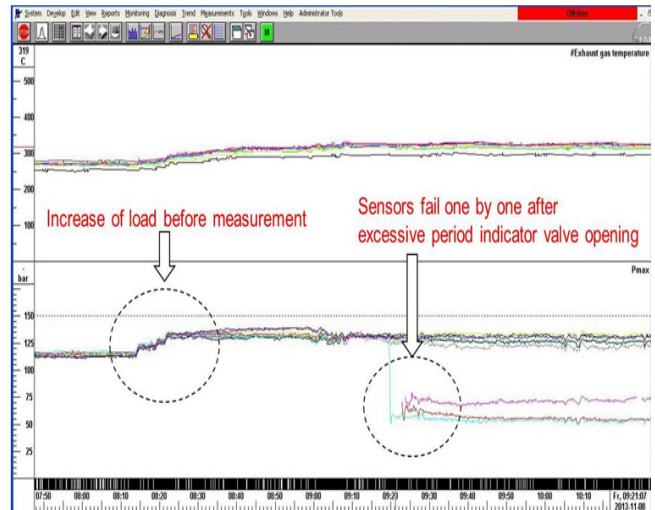 System Develop Edit View Reports Monitoring Diagnosis Trend Measurements Tools Windows Help Administrator Tools
Off line
STOP
319
C
#Exhaust gas temperature
500
400
300
200
100
Increase of load before measurement
Sensors fail one by one after
excessive period indicator valve opening
-
bar
Pmax
150
125
100
75
50
25
07:50 08:00 08:10 08:20 08:30 08:40 08:50 09:00 09:10 09:20 09:30 09:40 09:50 10:00 10:10 Fr, 09:21:07
2013-11-08